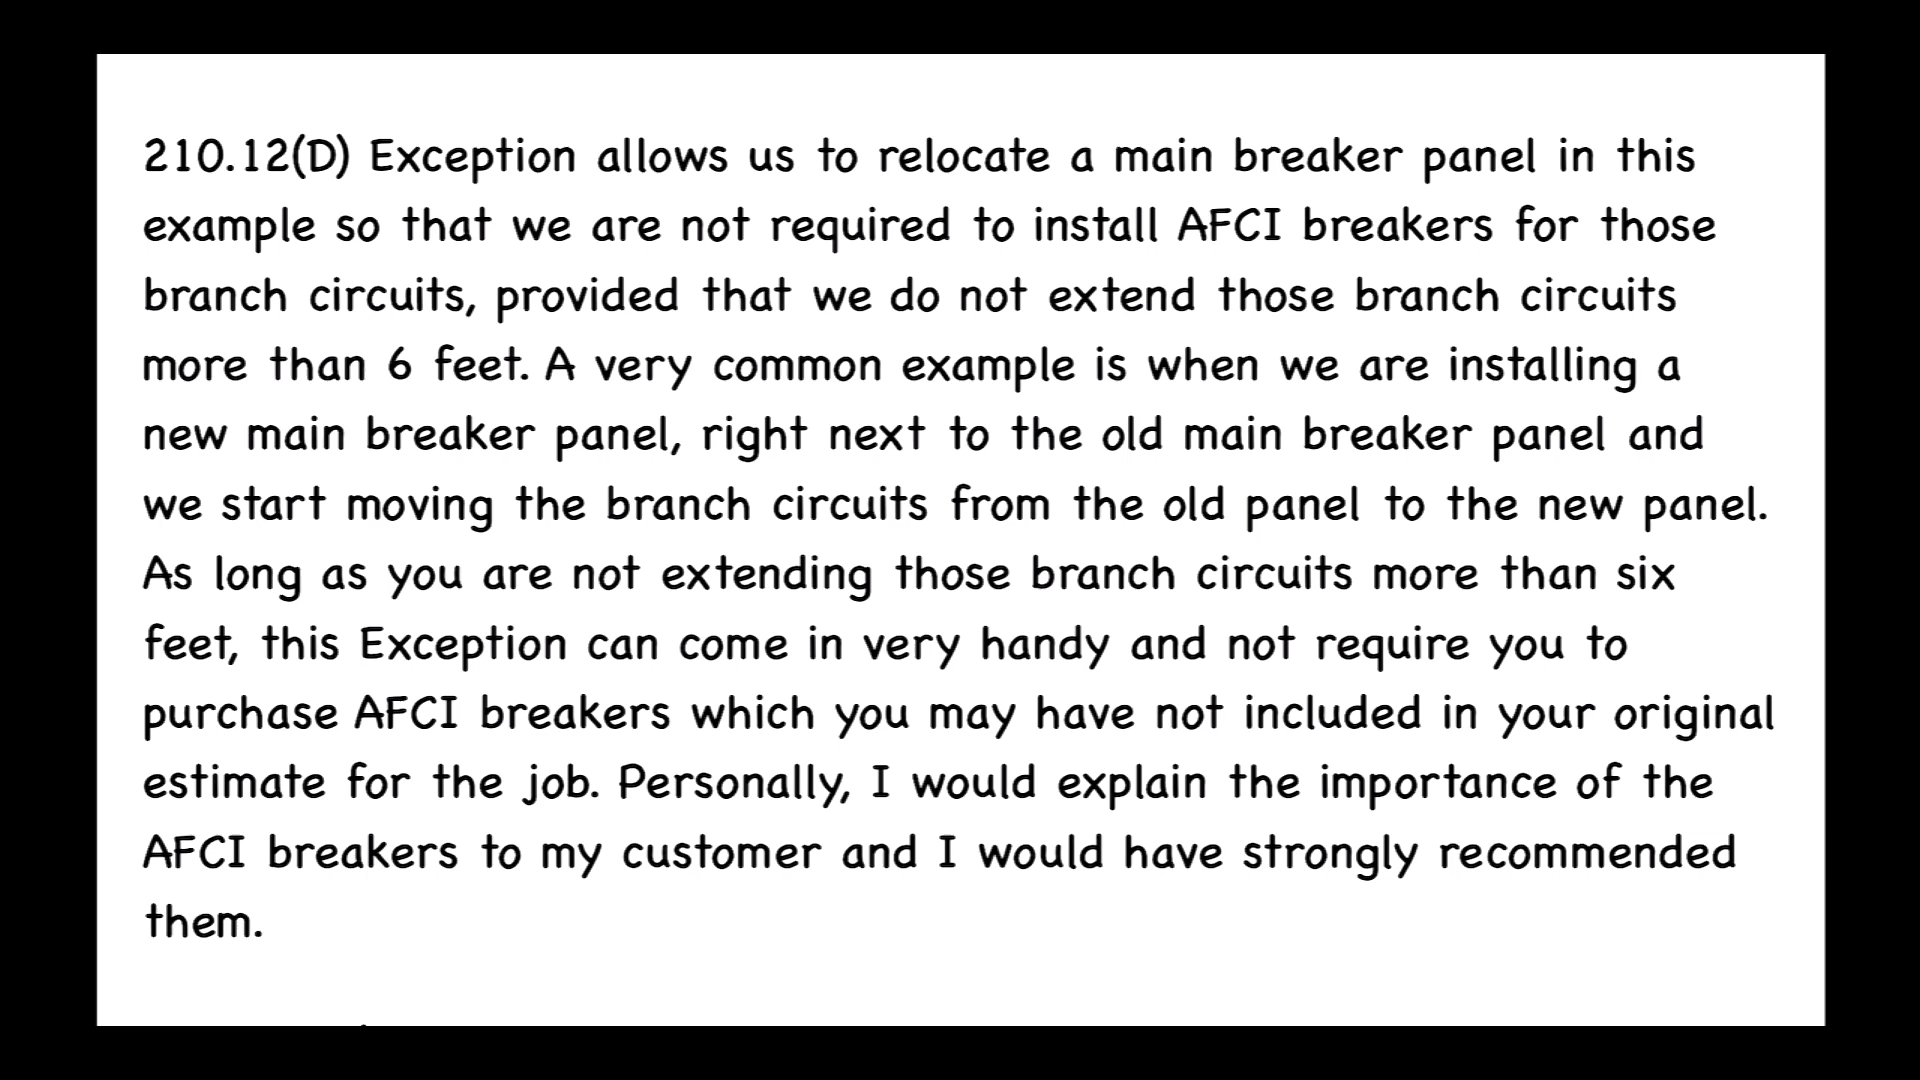 210.12(D) Exception allows us to relocate a main breaker panel in this
example so that we are not required to install AFCI breakers for those
branch circuits, provided that we do not extend those branch circuits
more than 6 feet. A very common example is when we are installing a
new main breaker panel, right next to the old main breaker panel and
we start moving the branch circuits from the old panel to the new panel.
As long as you are not extending those branch circuits more than six
feet, this Exception can come in very handy and not require you to
purchase AFCI breakers which you may have not included in your original
estimate for the job. Personally, I would explain the importance of the
AFCI breakers to my customer and I would have strongly recommended
them.